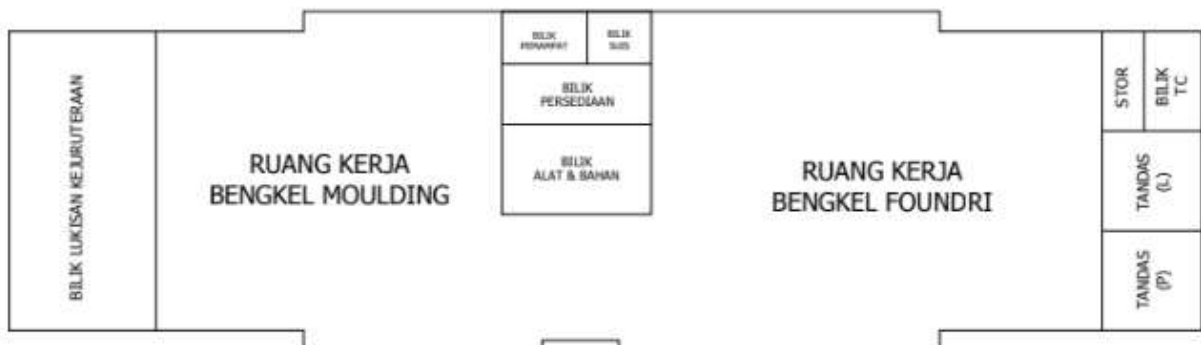 BILIK LUKISAN KEJURUTERAAN
RUANG KERJA
BENGKEL MOULDING
BILIK
BILIK
SUIS
BILIK
PERSEDIAAN
BILIK
ALAT & BAHAN
RUANG KERJA
BENGKEL FOUNDRI
STOR
BILIK
TC
TANDAS
(L)
TANDAS
(P)